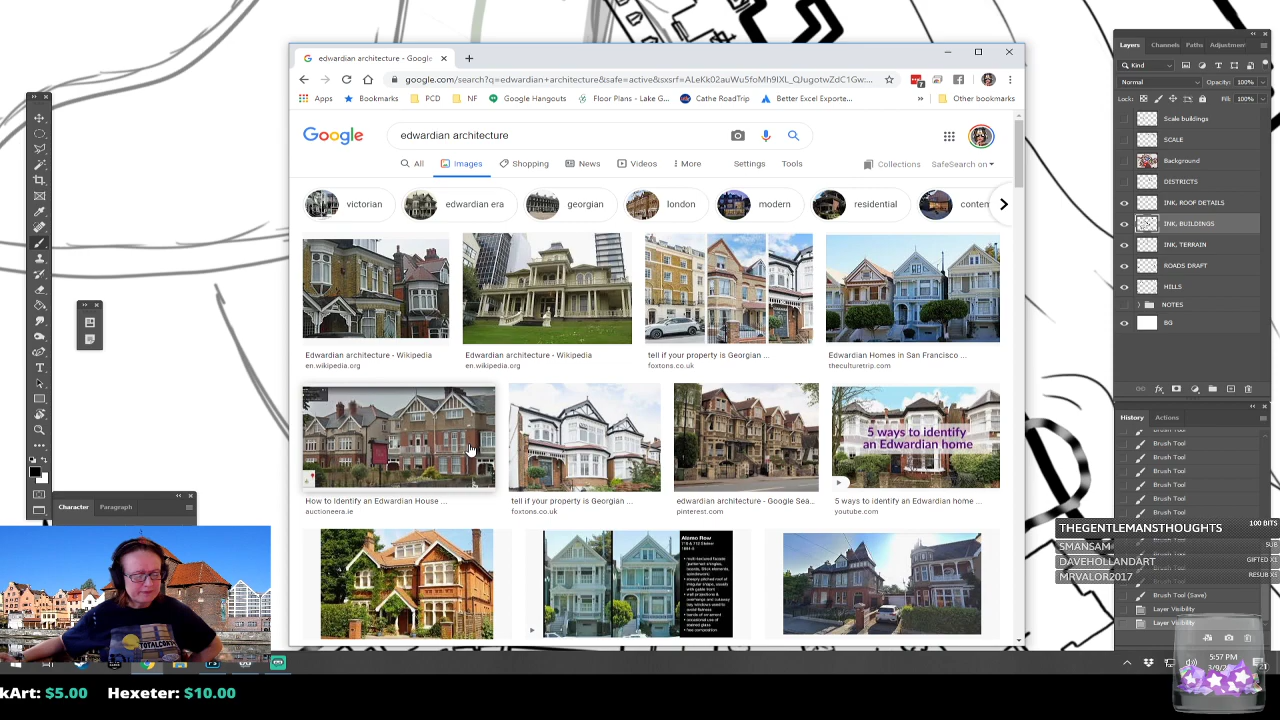 edwardian architecture - Google
google.com/search?q=edwardian+architecture&safe=active&sxsrf=ALeKk02auWu5foMh9IXL_QJugotwZdC1Gw:...
Apps
Bookmarks
PCD
NF
Google Hangouts
Floor Plans - Lake G...
Cathe RoadTrip
Better Excel Exporte...
»
Other bookmarks
Google
edwardian architecture
All
Images
Shopping
News
Videos
More
Settings
Tools
Collections
SafeSearch on
victorian
edwardian era
georgian
london
modern
residential
conten
Edwardian architecture - Wikipedia
en.wikipedia.org
Edwardian architecture - Wikipedia
en.wikipedia.org
tell if your property is Georgian ...
foxtons.co.uk
Edwardian Homes in San Francisco ...
theculturetrip.com
5 ways to identify
an Edwardian home
How to Identify an Edwardian House ...
auctioneera.ie
tell if your property is Georgian ...
foxtons.co.uk
edwardian architecture - Google Sea...
pinterest.com
5 ways to identify an Edwardian home ...
youtube.com
Alamo Row
Layers
Channels
Paths
Adjustmen
Kind
Normal
Opacity: 100%
Lock:
Fill: 100%
Scale buildings
SCALE
Background
DISTRICTS
INK, ROOF DETAILS
INK, BUILDINGS
INK, TERRAIN
ROADS DRAFT
HILLS
NOTES
BG
History
Actions
Brush Tool
Brush Tool
Brush Tool
Brush Tool
Brush Tool
Brush Tool
Brush Tool
THEGENTLEMANSTHOUGHTS 100 BITS
SMANSAM SUB
DAVEHOLLANDART GIFTED X1
MRVALOR2017 RESUB X1
Brush Tool (Save)
Layer Visibility
Layer Visibility
Character
Paragraph
5:57 PM
21
kArt: $5.00 Hexeter: $10.00